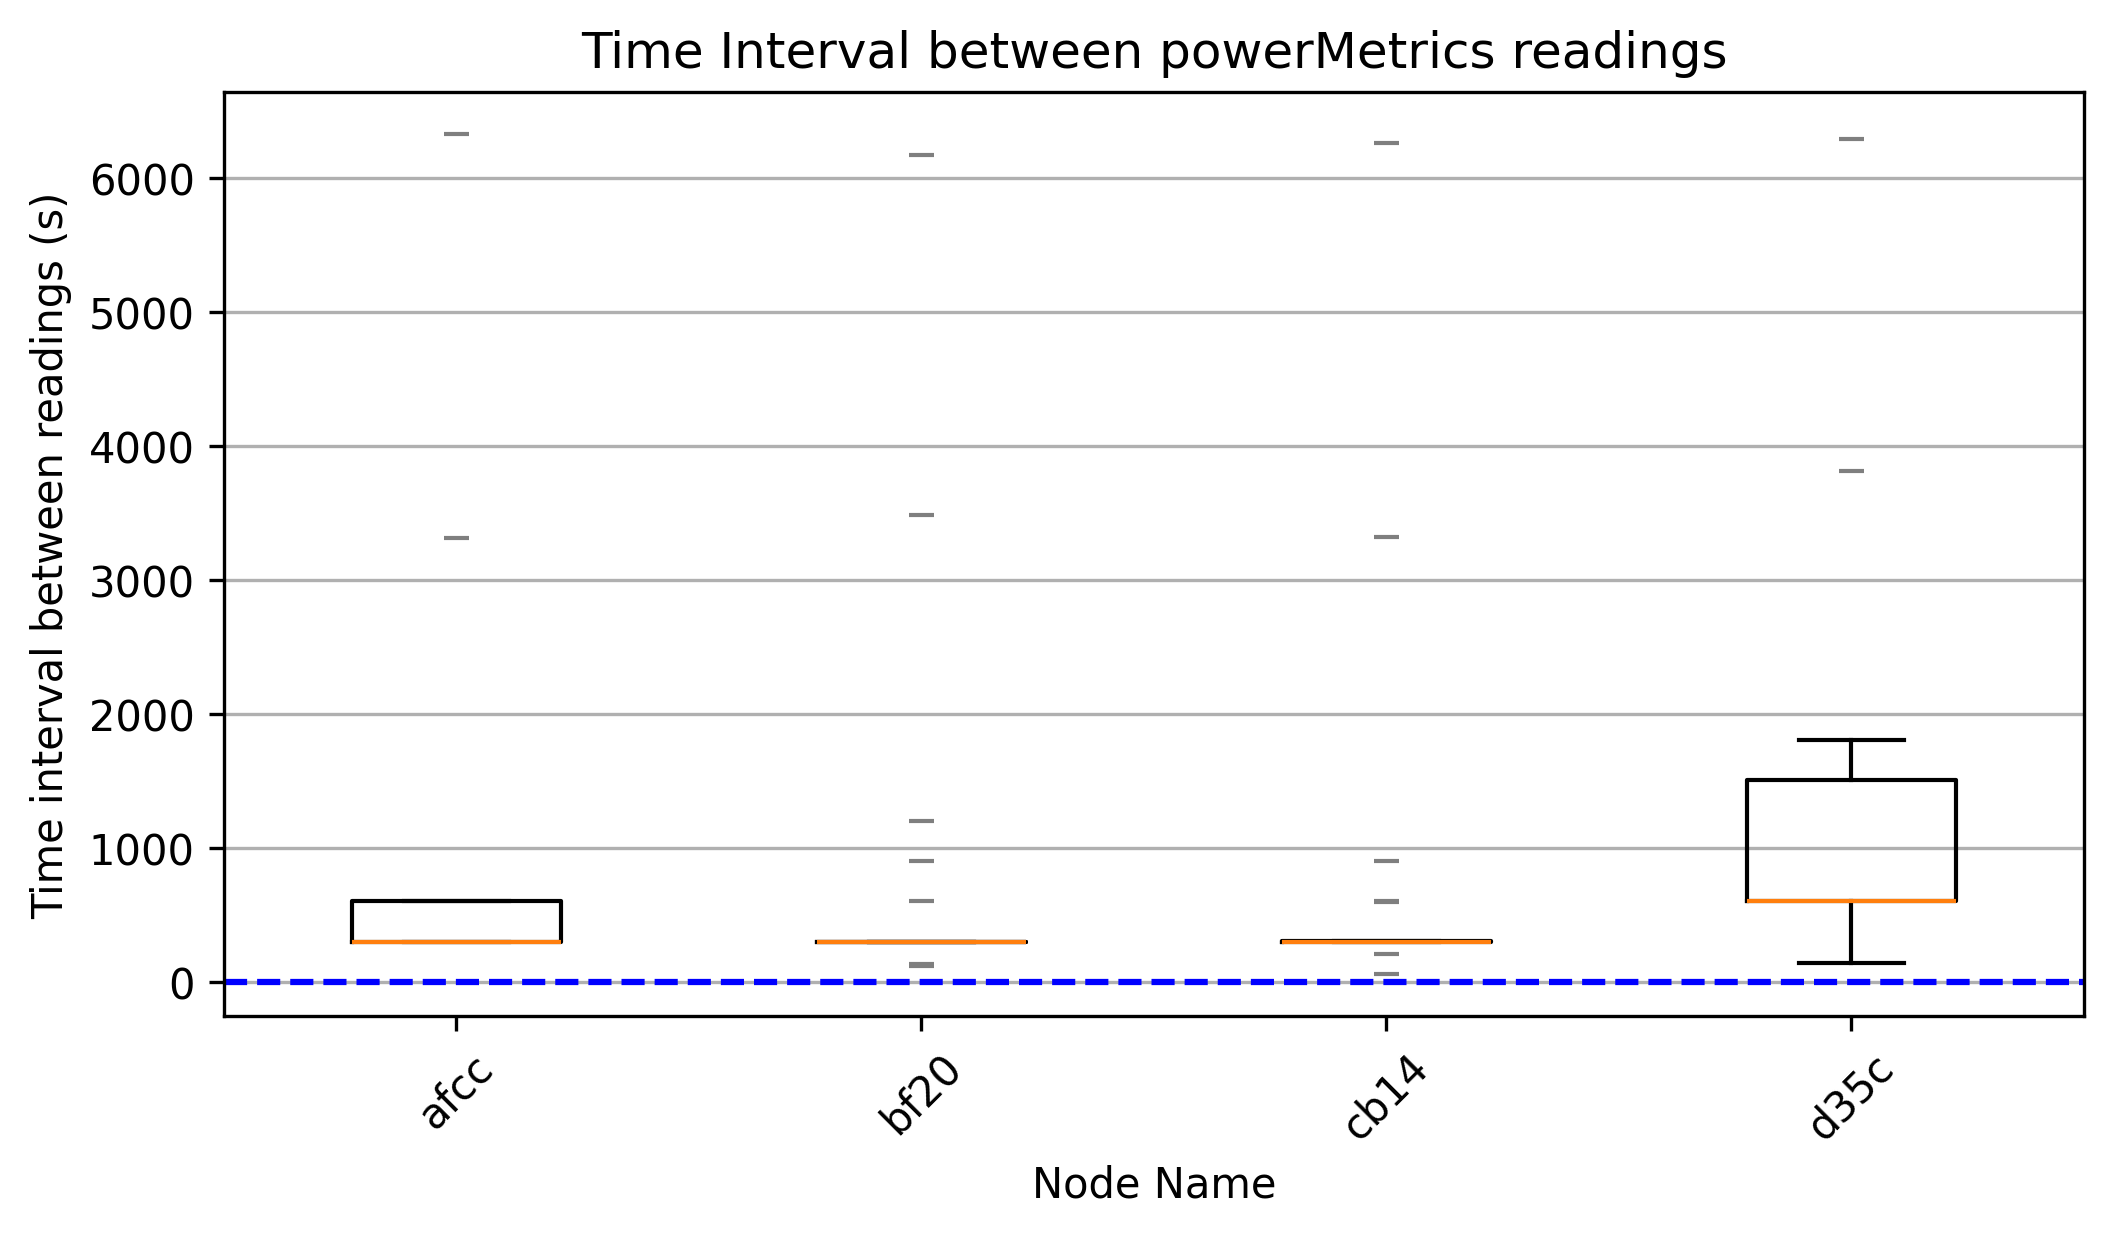 Time Interval between powerMetrics readings
Time interval between readings (s)
6000
5000
4000
3000
2000
1000
0
afcc
bf20
cb14
d35c
Node Name